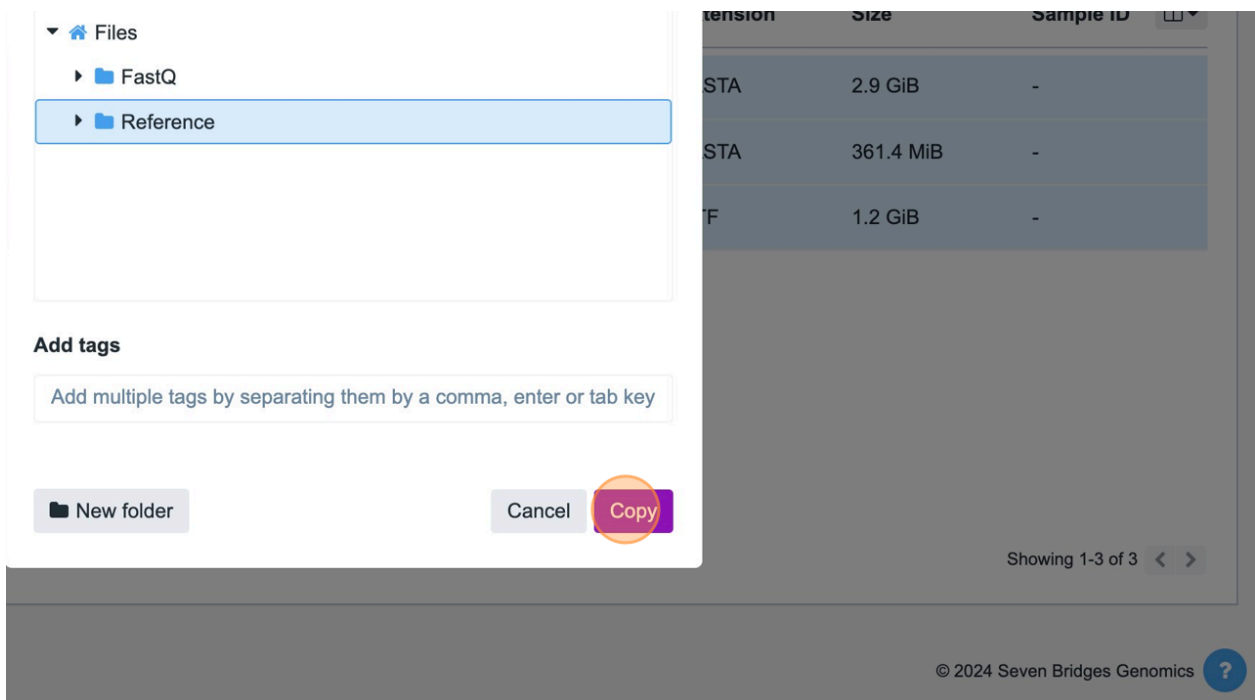 Files
FastQ
Reference
Add tags
Add multiple tags by separating them by a comma, enter or tab key
New folder
Cancel
Copy
tension Size Sample ID
STA 2.9 GiB -
STA 361.4 MiB -
TF 1.2 GiB -
Showing 1-3 of 3
© 2024 Seven Bridges Genomics
?